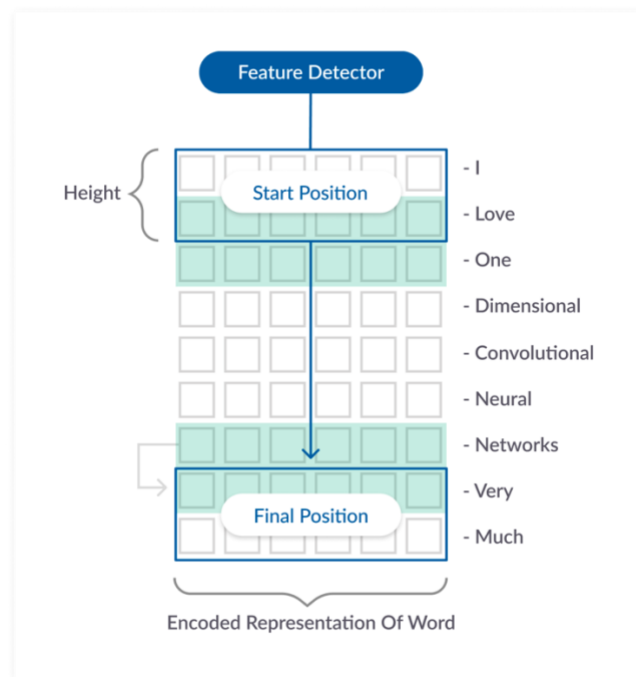 Feature Detector
Height
Start Position
- I
- Love
- One
- Dimensional
- Convolutional
- Neural
- Networks
- Very
Final Position
- Much
Encoded Representation Of Word